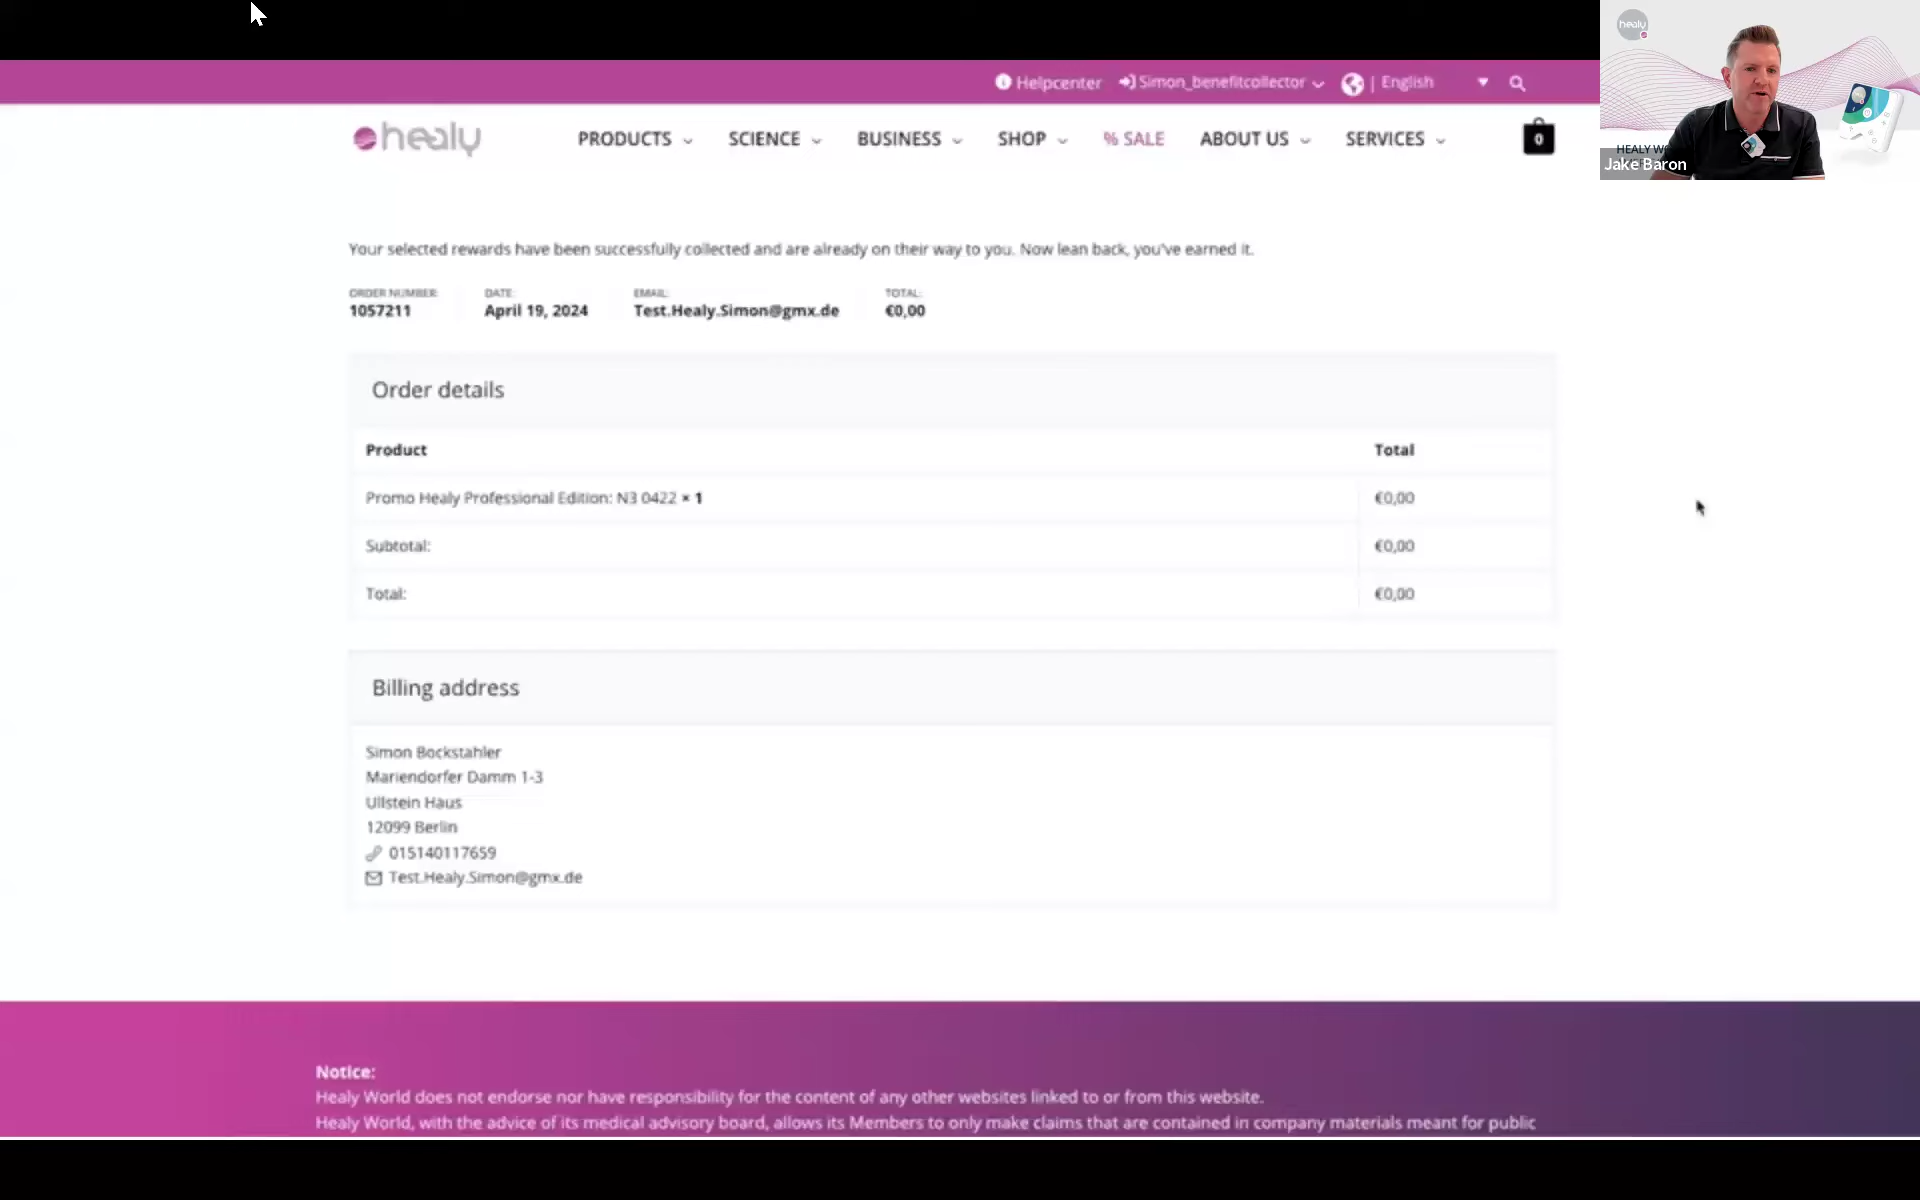 Helpcenter Simon_benefitcollector | English
healy
PRODUCTS SCIENCE BUSINESS SHOP % SALE ABOUT US SERVICES 0
healy
HEALY WO
Jake Baron
Your selected rewards have been successfully collected and are already on their way to you. Now lean back, you've earned it.
ORDER NUMBER: DATE: EMAIL: TOTAL:
1057211 April 19, 2024 Test.Healy.Simon@gmx.de €0,00
Order details
Product Total
Promo Healy Professional Edition: N3 0422 × 1 €0,00
Subtotal: €0,00
Total: €0,00
Billing address
Simon Bockstahler
Mariendorfer Damm 1-3
Ullstein Haus
12099 Berlin
015140117659
Test.Healy.Simon@gmx.de
Notice:
Healy World does not endorse nor have responsibility for the content of any other websites linked to or from this website.
Healy World, with the advice of its medical advisory board, allows its Members to only make claims that are contained in company materials meant for public